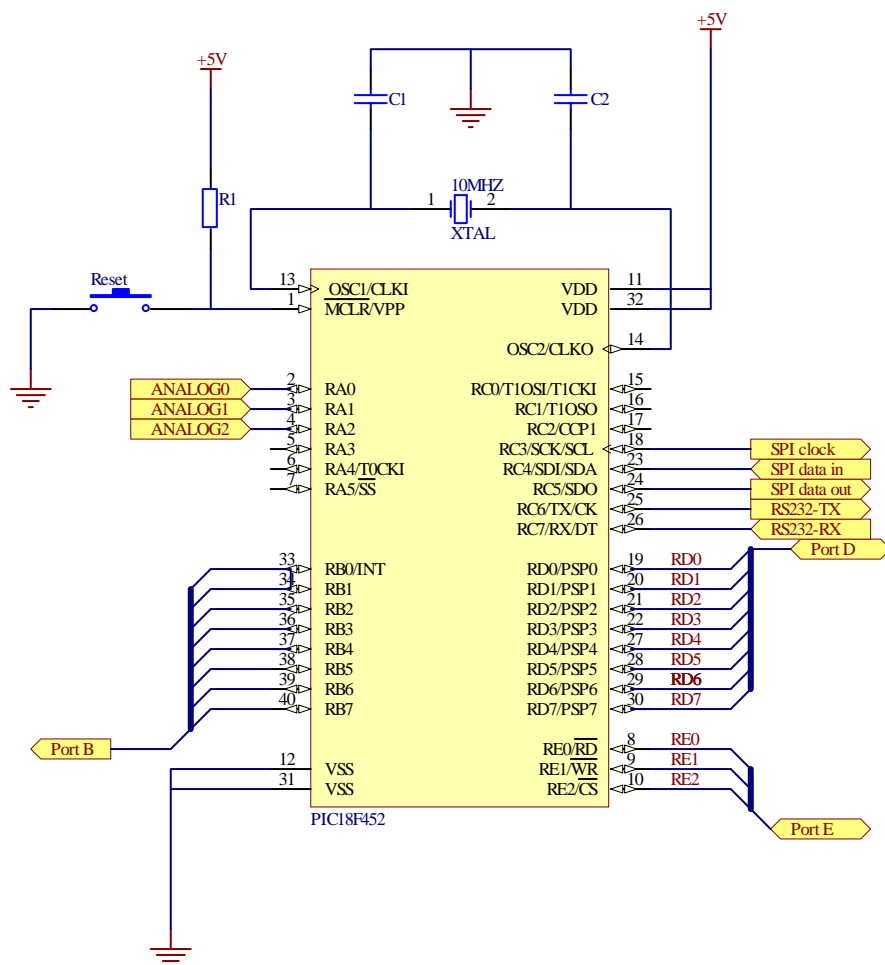 +5V
+5V
C1
C2
R1
10MHZ
1
2
XTAL
Reset
13
OSC1/CLKI
1
MCLR/VPP
11
VDD
32
VDD
14
OSC2/CLKO
ANALOG0
2
RA0
ANALOG1
3
RA1
ANALOG2
4
RA2
5
RA3
6
RA4/T0CKI
7
RA5/SS
RC0/T1OSI/T1CKI
15
RC1/T1OSO
16
RC2/CCP1
17
RC3/SCK/SCL
18
SPI clock
RC4/SDI/SDA
23
SPI data in
RC5/SDO
24
SPI data out
RC6/TX/CK
25
RS232-TX
RC7/RX/DT
26
RS232-RX
Port D
33
RB0/INT
34
RB1
35
RB2
36
RB3
37
RB4
38
RB5
39
RB6
40
RB7
Port B
RD0/PSP0
19
RD0
RD1/PSP1
20
RD1
RD2/PSP2
21
RD2
RD3/PSP3
22
RD3
RD4/PSP4
27
RD4
RD5/PSP5
28
RD5
RD6/PSP6
29
RD6
RD7/PSP7
30
RD7
12
VSS
31
VSS
RE0/RD
8
RE0
RE1/WR
9
RE1
RE2/CS
10
RE2
Port E
PIC18F452